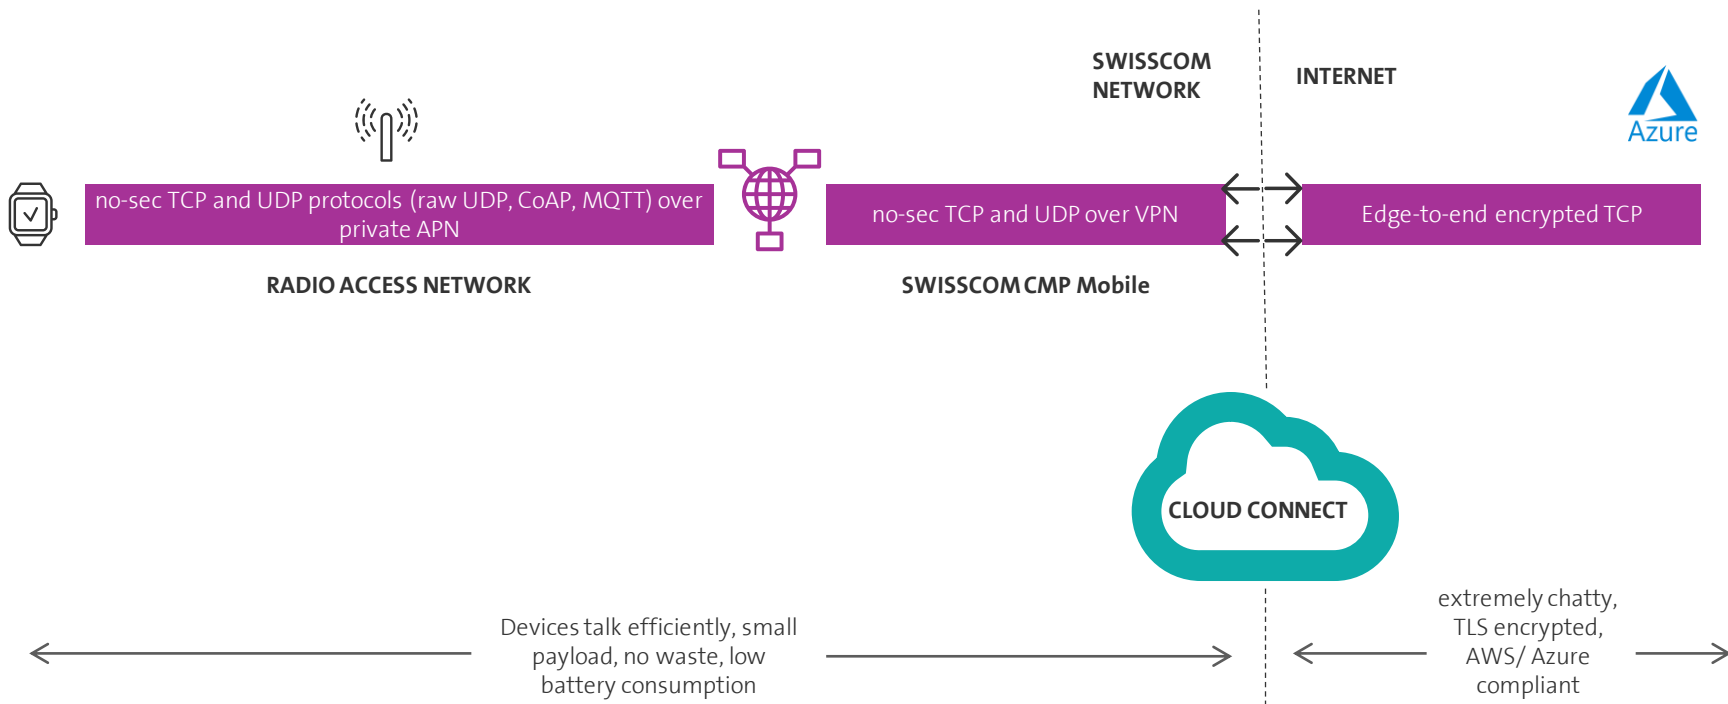 SWISSCOM
NETWORK
INTERNET
Azure
no-sec TCP and UDP protocols (raw UDP, CoAP, MQTT) over
private APN
no-sec TCP and UDP over VPN
Edge-to-end encrypted TCP
RADIO ACCESS NETWORK
SWISSCOM CMP Mobile
CLOUD CONNECT
Devices talk efficiently, small
payload, no waste, low
battery consumption
extremely chatty,
TLS encrypted,
AWS/ Azure
compliant